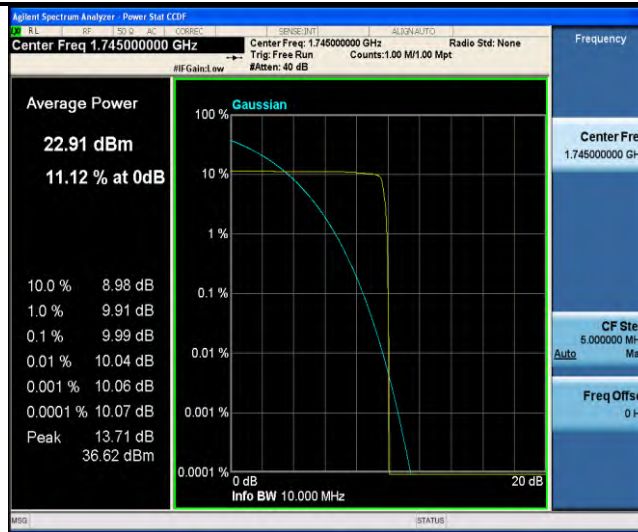 Agilent Spectrum Analyzer - Power Stat CCDF
RL RF 50 Ω AC CORREC SENSE:INT ALIGN AUTO
Center Freq 1.745000000 GHz
Center Freq: 1.745000000 GHz Radio Std: None
Trig: Free Run Counts:1.00 M/1.00 Mpt
#IFGain:Low #Atten: 40 dB
Frequency
Average Power
22.91 dBm
11.12 % at 0dB
10.0 % 8.98 dB
1.0 % 9.91 dB
0.1 % 9.99 dB
0.01 % 10.04 dB
0.001 % 10.06 dB
0.0001 % 10.07 dB
Peak 13.71 dB
36.62 dBm
Gaussian
100 %
10 %
1 %
0.1 %
0.01 %
0.001 %
0.0001 %
0 dB 20 dB
Info BW 10.000 MHz
Center Fre
1.745000000 GH
CF Ste
5.000000 MH
Auto Ma
Freq Offse
0 H
MSG STATUS